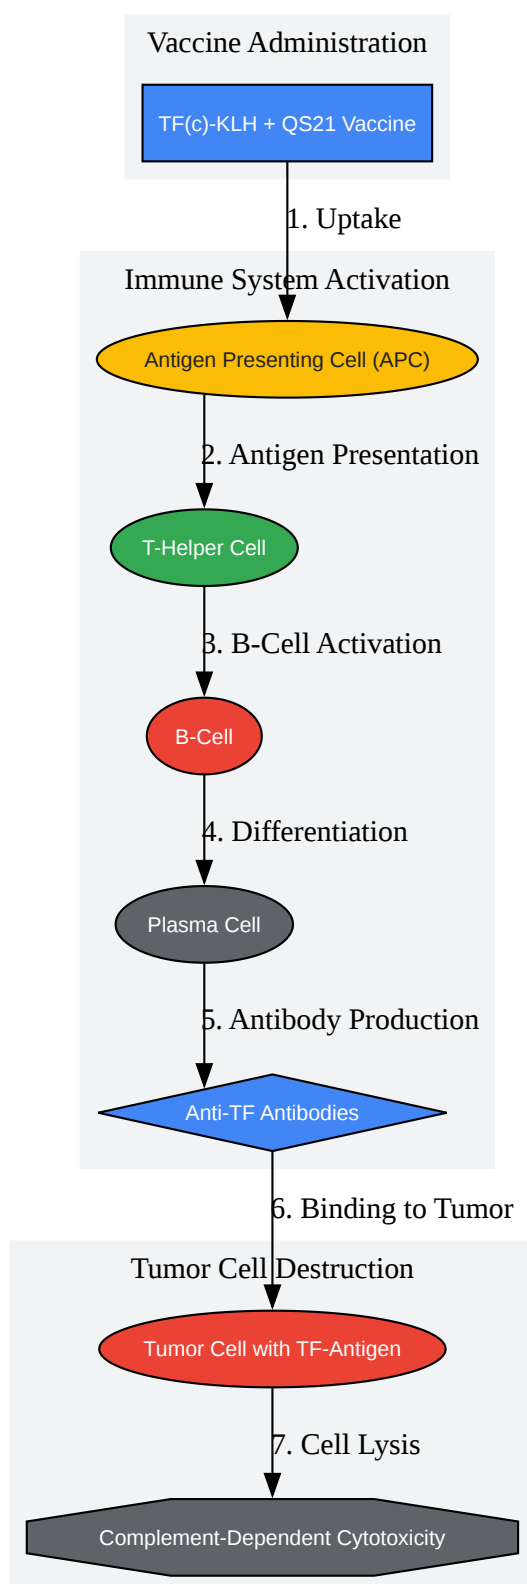 Vaccine Administration
TF(c)-KLH + QS21 Vaccine
1. Uptake
Immune System Activation
Antigen Presenting Cell (APC)
2. Antigen Presentation
T-Helper Cell
3. B-Cell Activation
B-Cell
4. Differentiation
Plasma Cell
5. Antibody Production
Anti-TF Antibodies
6. Binding to Tumor
Tumor Cell Destruction
Tumor Cell with TF-Antigen
7. Cell Lysis
Complement-Dependent Cytotoxicity